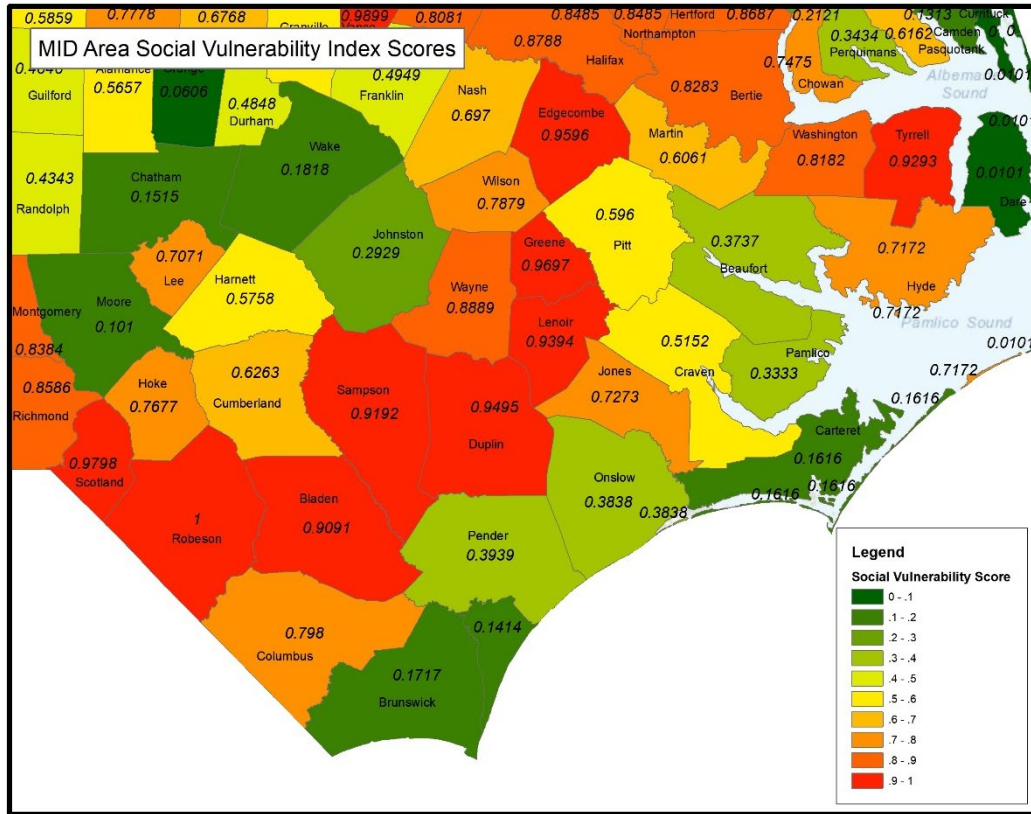 MID Area Social Vulnerability Index Scores
0.5859
0.7778
0.6768
Granville
0.9899
0.8081
0.8485
0.8485
Hertford
0.8687
0.2121
0.1313
Currituck
Northampton
0.8788
Halifax
0.3434
Perquimans
0.6162
Camden
Pasquotank
0.7475
Chowan
Albema
Sound
0.0101
Guilford
Alamance
0.5657
0.0606
0.4848
Durham
0.4949
Franklin
Nash
0.697
Edgecombe
0.9596
0.8283
Bertie
Martin
0.6061
Washington
0.8182
Tyrrell
0.9293
0.0101
0.0101
Dare
Wake
0.1818
0.4343
Randolph
Chatham
0.1515
Wilson
0.7879
0.596
Pitt
0.3737
Beaufort
0.7172
Hyde
0.7172
Johnston
0.2929
Greene
0.9697
0.7071
Lee
Harnett
0.5758
Wayne
0.8889
Lenoir
0.9394
Pamlico Sound
0.0101
Montgomery
0.8384
Moore
0.101
0.5152
Craven
Pamlico
0.3333
0.7172
0.1616
0.8586
Richmond
Hoke
0.7677
0.6263
Cumberland
Sampson
0.9192
0.9495
Duplin
Jones
0.7273
Carteret
0.1616
0.1616
0.1616
0.9798
Scotland
Onslow
0.3838
0.3838
1
Robeson
Bladen
0.9091
Pender
0.3939
0.798
Columbus
0.1717
Brunswick
0.1414
Legend
Social Vulnerability Score
0 - .1
.1 - .2
.2 - .3
.3 - .4
.4 - .5
.5 - .6
.6 - .7
.7 - .8
.8 - .9
.9 - 1